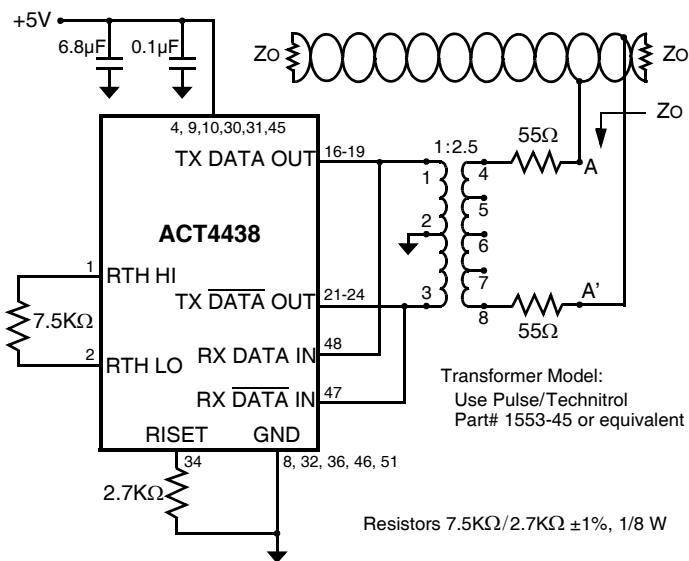 +5V
6.8µF
0.1µF
ZO
ZO
ZO
4, 9,10,30,31,45
TX DATA OUT
16-19
1:2.5
55Ω
A
1
4
5
2
6
ACT4438
7
1
RTH HI
TX DATA OUT
21-24
3
8
A'
55Ω
7.5KΩ
2
RTH LO
RX DATA IN
48
RX DATA IN
47
Transformer Model:
Use Pulse/Technitrol
Part# 1553-45 or equivalent
RISET
GND
34
8, 32, 36, 46, 51
2.7KΩ
Resistors 7.5KΩ/2.7KΩ ±1%, 1/8 W